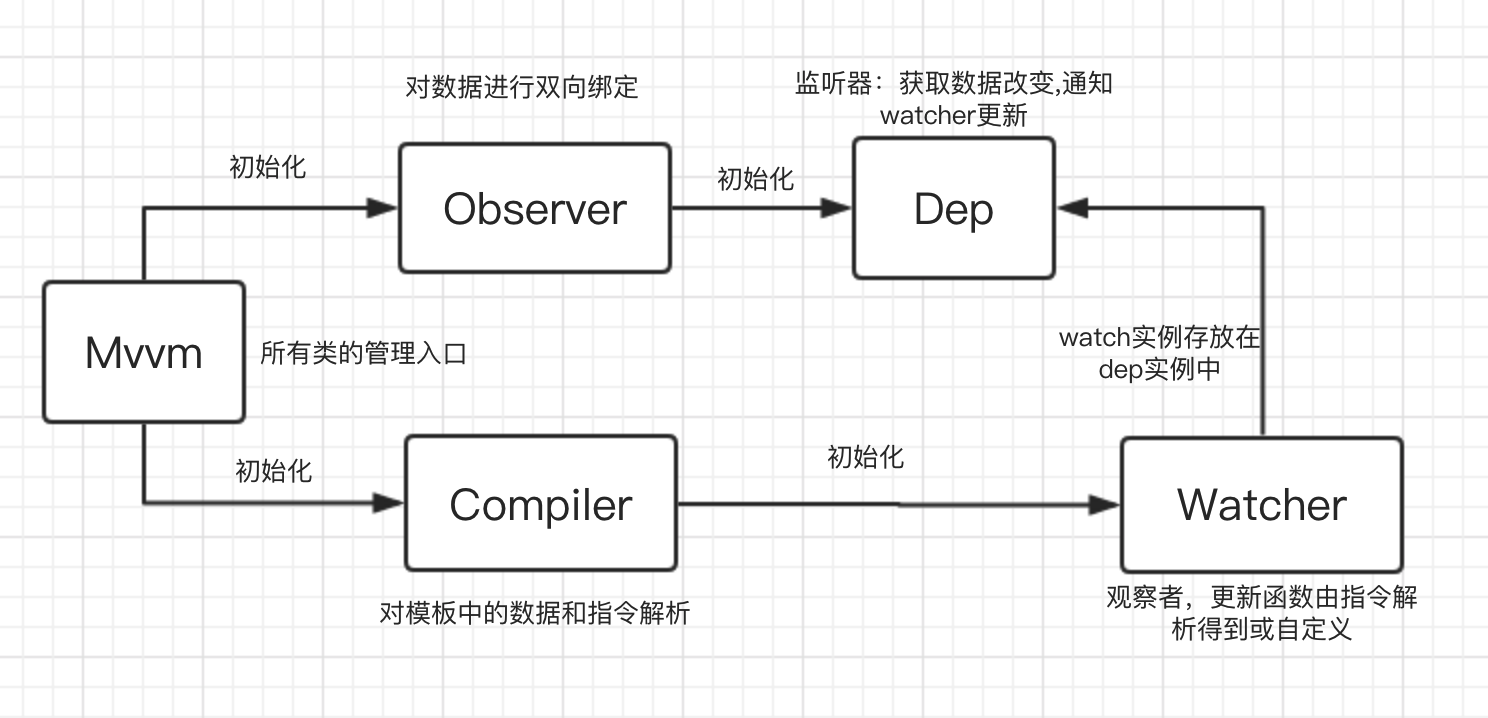 对数据进行双向绑定
监听器：获取数据改变,通知
watcher更新
初始化
Observer
初始化
Dep
Mvvm
所有类的管理入口
watch实例存放在
dep实例中
初始化
Compiler
初始化
Watcher
对模板中的数据和指令解析
观察者，更新函数由指令解
析得到或自定义